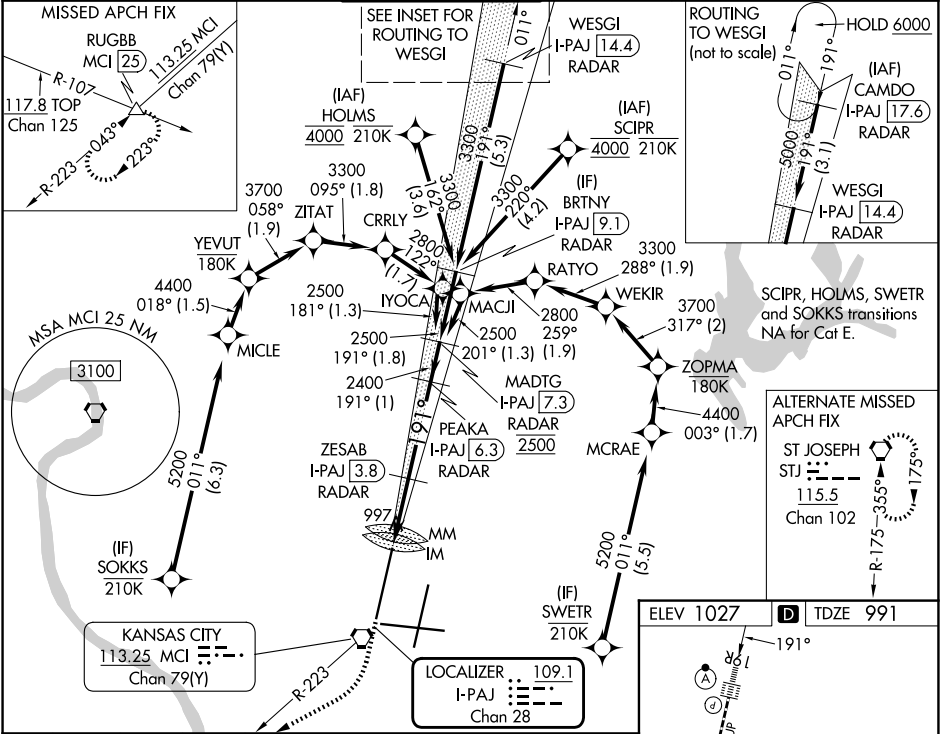 MISSED APCH FIX
RUGBB
MCI 25
113.25 MCI
Chan 79(Y)
R-107
117.8 TOP
Chan 125
043°
223°
R-223
SEE INSET FOR
ROUTING TO
WESGI
011°
WESGI
I-PAJ 14.4
RADAR
ROUTING
TO WESGI
(not to scale)
HOLD 6000
011°
191°
(IAF)
CAMDO
I-PAJ 17.6
RADAR
5000
191°
(3.1)
WESGI
I-PAJ 14.4
RADAR
(IAF)
HOLMS
4000 210K
(IAF)
SCIPR
4000 210K
3300
191°
(5.3)
3300
162°
(3.6)
3300
220°
(4.2)
(IF)
BRTNY
I-PAJ 9.1
RADAR
3300
095° (1.8)
3700
058°
(1.9)
ZITAT
CRRLY
YEVUT
180K
2800
122°
(1.7)
4400
018° (1.5)
MICLE
2500
181° (1.3)
IYOCA
MACJI
RATYO
3300
288° (1.9)
WEKIR
2800
259°
(1.9)
3700
317° (2)
SCIPR, HOLMS, SWETR
and SOKKS transitions
NA for Cat E.
2500
191° (1.8)
2500
201° (1.3)
2400
191° (1)
MADTG
I-PAJ 7.3
RADAR
2500
ZOPMA
180K
MSA MCI 25 NM
3100
PEAKA
I-PAJ 6.3
RADAR
191°
ZESAB
I-PAJ 3.8
RADAR
4400
003° (1.7)
MCRAE
ALTERNATE MISSED
APCH FIX
ST JOSEPH
STJ
115.5
Chan 102
175°
355°
R-175
5200
011°
(6.3)
997
MM
IM
(IF)
SOKKS
210K
5200
011°
(5.5)
(IF)
SWETR
210K
KANSAS CITY
113.25 MCI
Chan 79(Y)
R-223
LOCALIZER 109.1
I-PAJ
Chan 28
ELEV 1027 D TDZE 991
191°
19R
A
P
UP